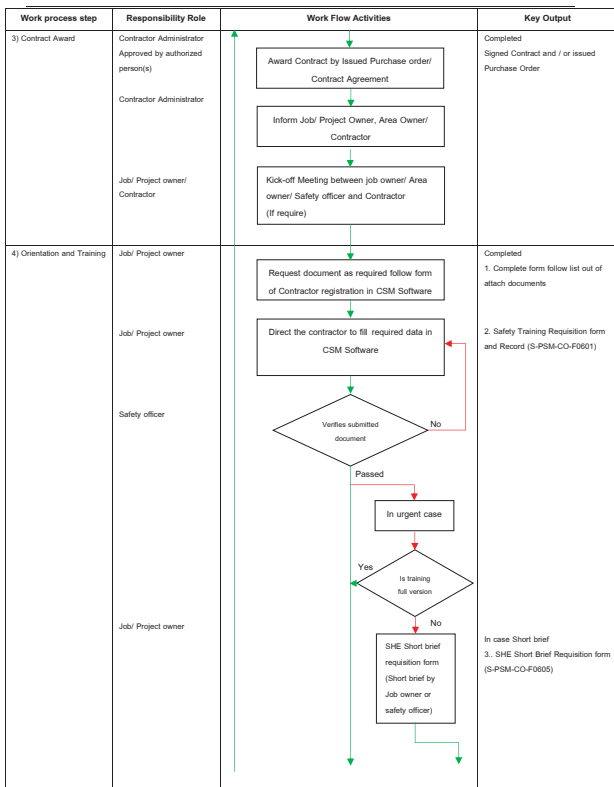 Work process step
Responsibility Role
Work Flow Activities
Key Output
3) Contract Award
Contractor Administrator
Approved by authorized
person(s)
Award Contract by Issued Purchase order/
Contract Agreement
Completed
Signed Contract and / or issued
Purchase Order
Contractor Administrator
Inform Job/ Project Owner, Area Owner/
Contractor
Job/ Project owner/
Contractor
Kick-off Meeting between job owner/ Area
owner/ Safety officer and Contractor
(If require)
4) Orientation and Training
Job/ Project owner
Request document as required follow form
of Contractor registration in CSM Software
Completed
1. Complete form follow list out of
attach documents
Job/ Project owner
Direct the contractor to fill required data in
CSM Software
2. Safety Training Requisition form
and Record (S-PSM-CO-F0601)
Safety officer
Verifies submitted
document
No
Passed
In urgent case
Yes
Is training
full version
No
Job/ Project owner
SHE Short brief
requisition form
(Short brief by
Job owner or
safety officer)
In case Short brief
3.. SHE Short Brief Requisition form
(S-PSM-CO-F0605)